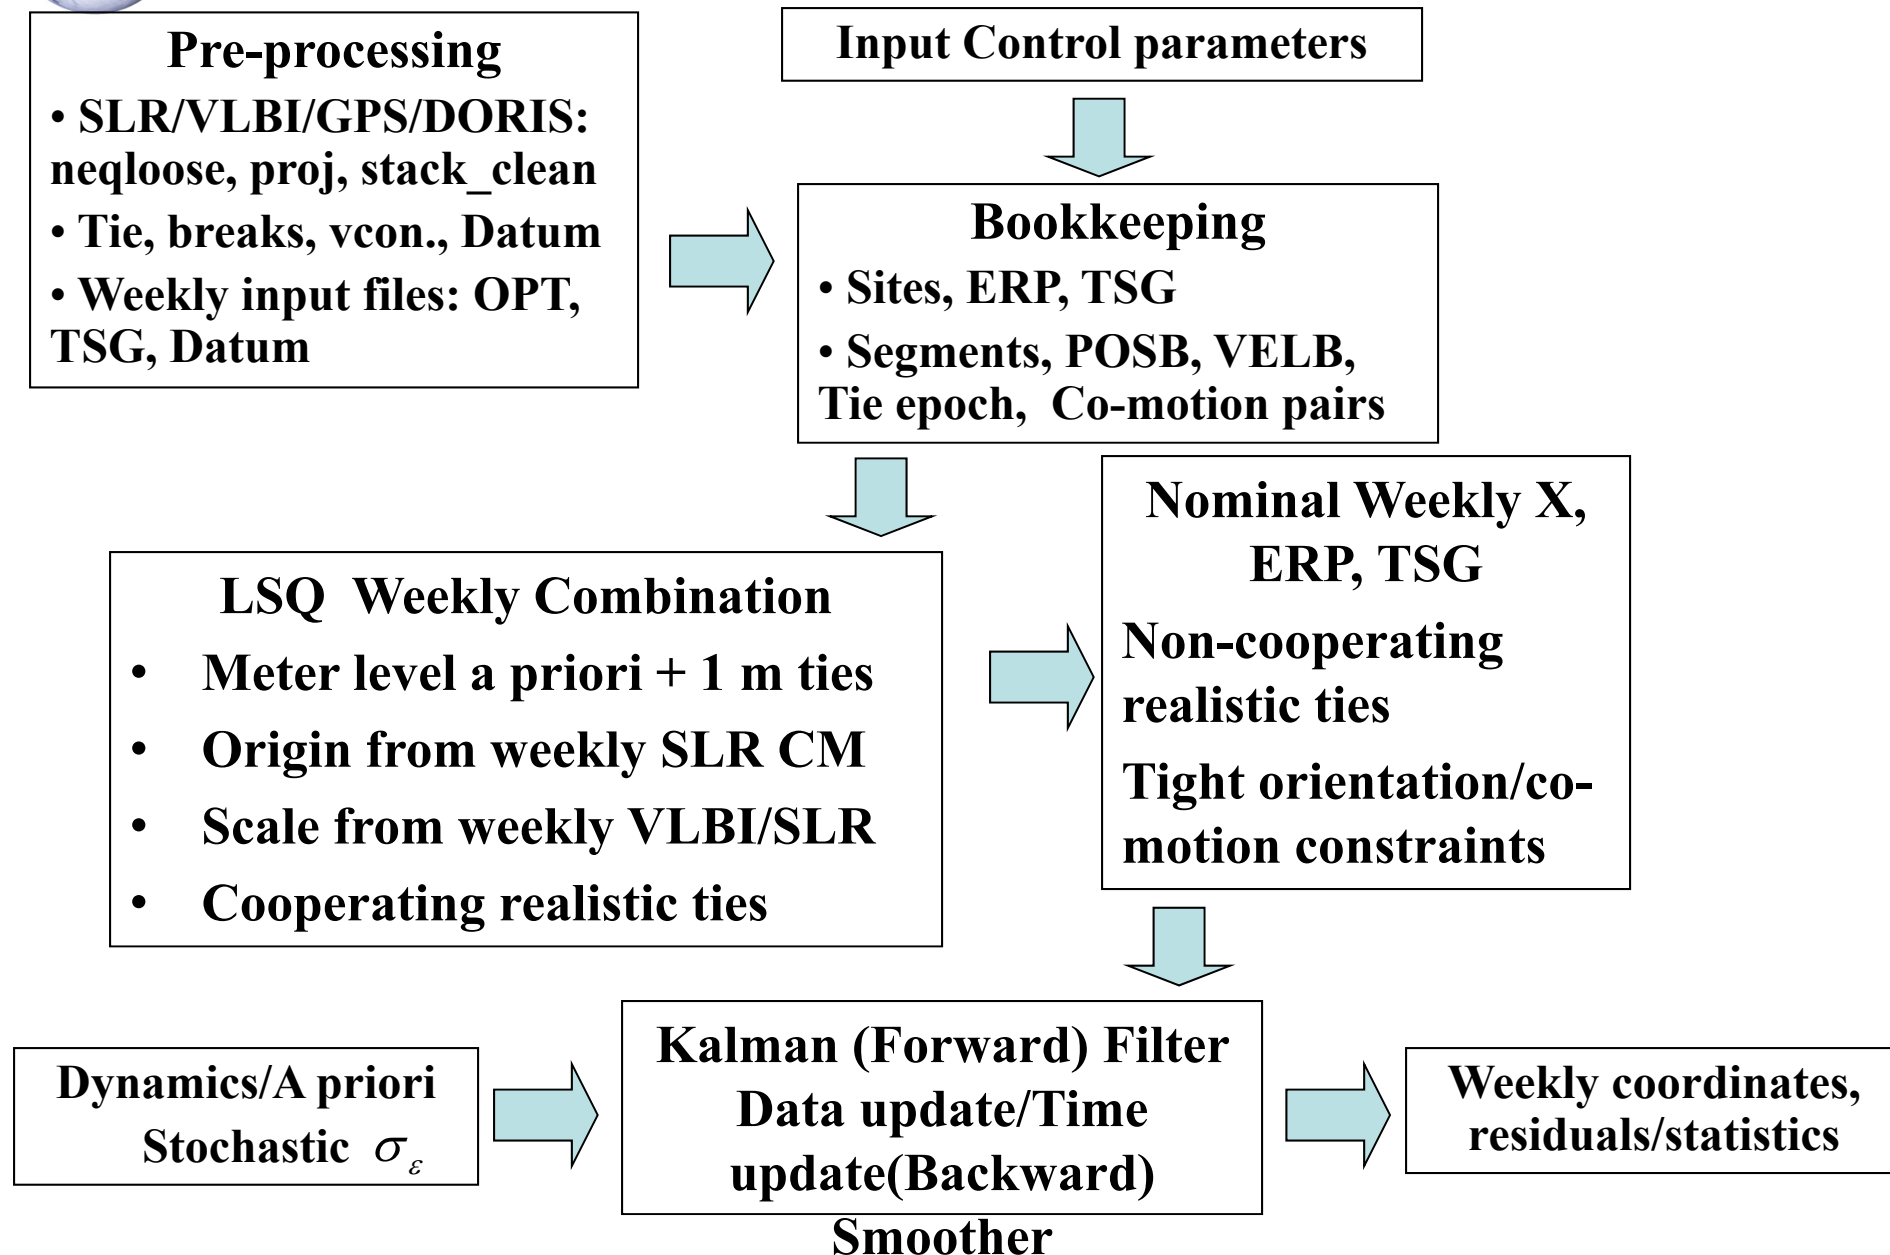 Pre-processing
• SLR/VLBI/GPS/DORIS:
neqloose, proj, stack_clean
• Tie, breaks, vcon., Datum
• Weekly input files: OPT,
TSG, Datum
Input Control parameters
Bookkeeping
• Sites, ERP, TSG
• Segments, POSB, VELB,
Tie epoch, Co-motion pairs
LSQ Weekly Combination
• Meter level a priori + 1 m ties
• Origin from weekly SLR CM
• Scale from weekly VLBI/SLR
• Cooperating realistic ties
Nominal Weekly X,
ERP, TSG
Non-cooperating
realistic ties
Tight orientation/co-
motion constraints
Dynamics/A priori
Stochastic σε
Kalman (Forward) Filter
Data update/Time
update(Backward)
Smoother
Weekly coordinates,
residuals/statistics